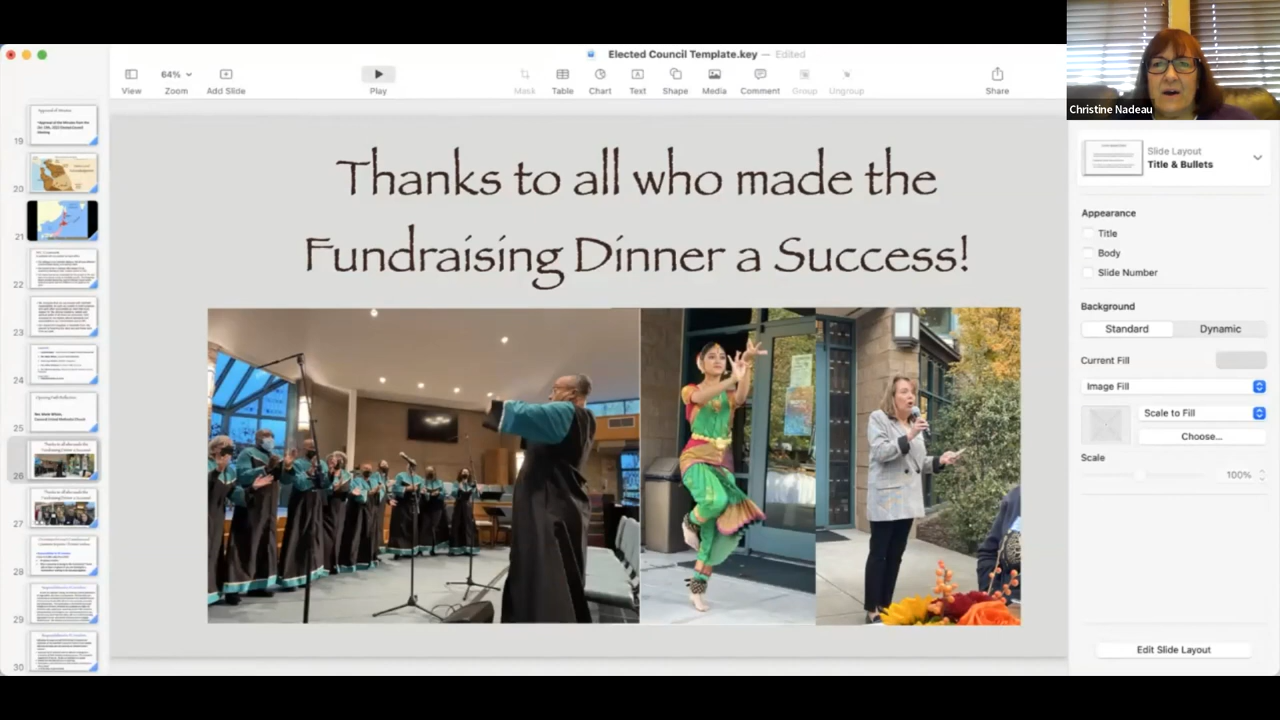 Elected Council Template.key — Edited
64%
View
Zoom
Add Slide
Play
Mask
Table
Chart
Text
Shape
Media
Comment
Group
Ungroup
Share
Christine Nadeau
19
20
21
22
23
24
25
26
27
28
29
30
Thanks to all who made the
Fundraising Dinner a Success!
Slide Layout
Title & Bullets
Appearance
Title
Body
Slide Number
Background
Standard
Dynamic
Current Fill
Image Fill
Scale to Fill
Choose...
Scale
100%
Edit Slide Layout